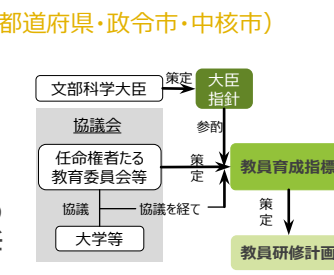 都道府県・政令市・中核市）
文部科学大臣
策定
大臣
指針
参酌
協議会
任命権者たる
教育委員会等
策
定
教員育成指標
協議
協議を経て
大学等
策
定
教員研修計画